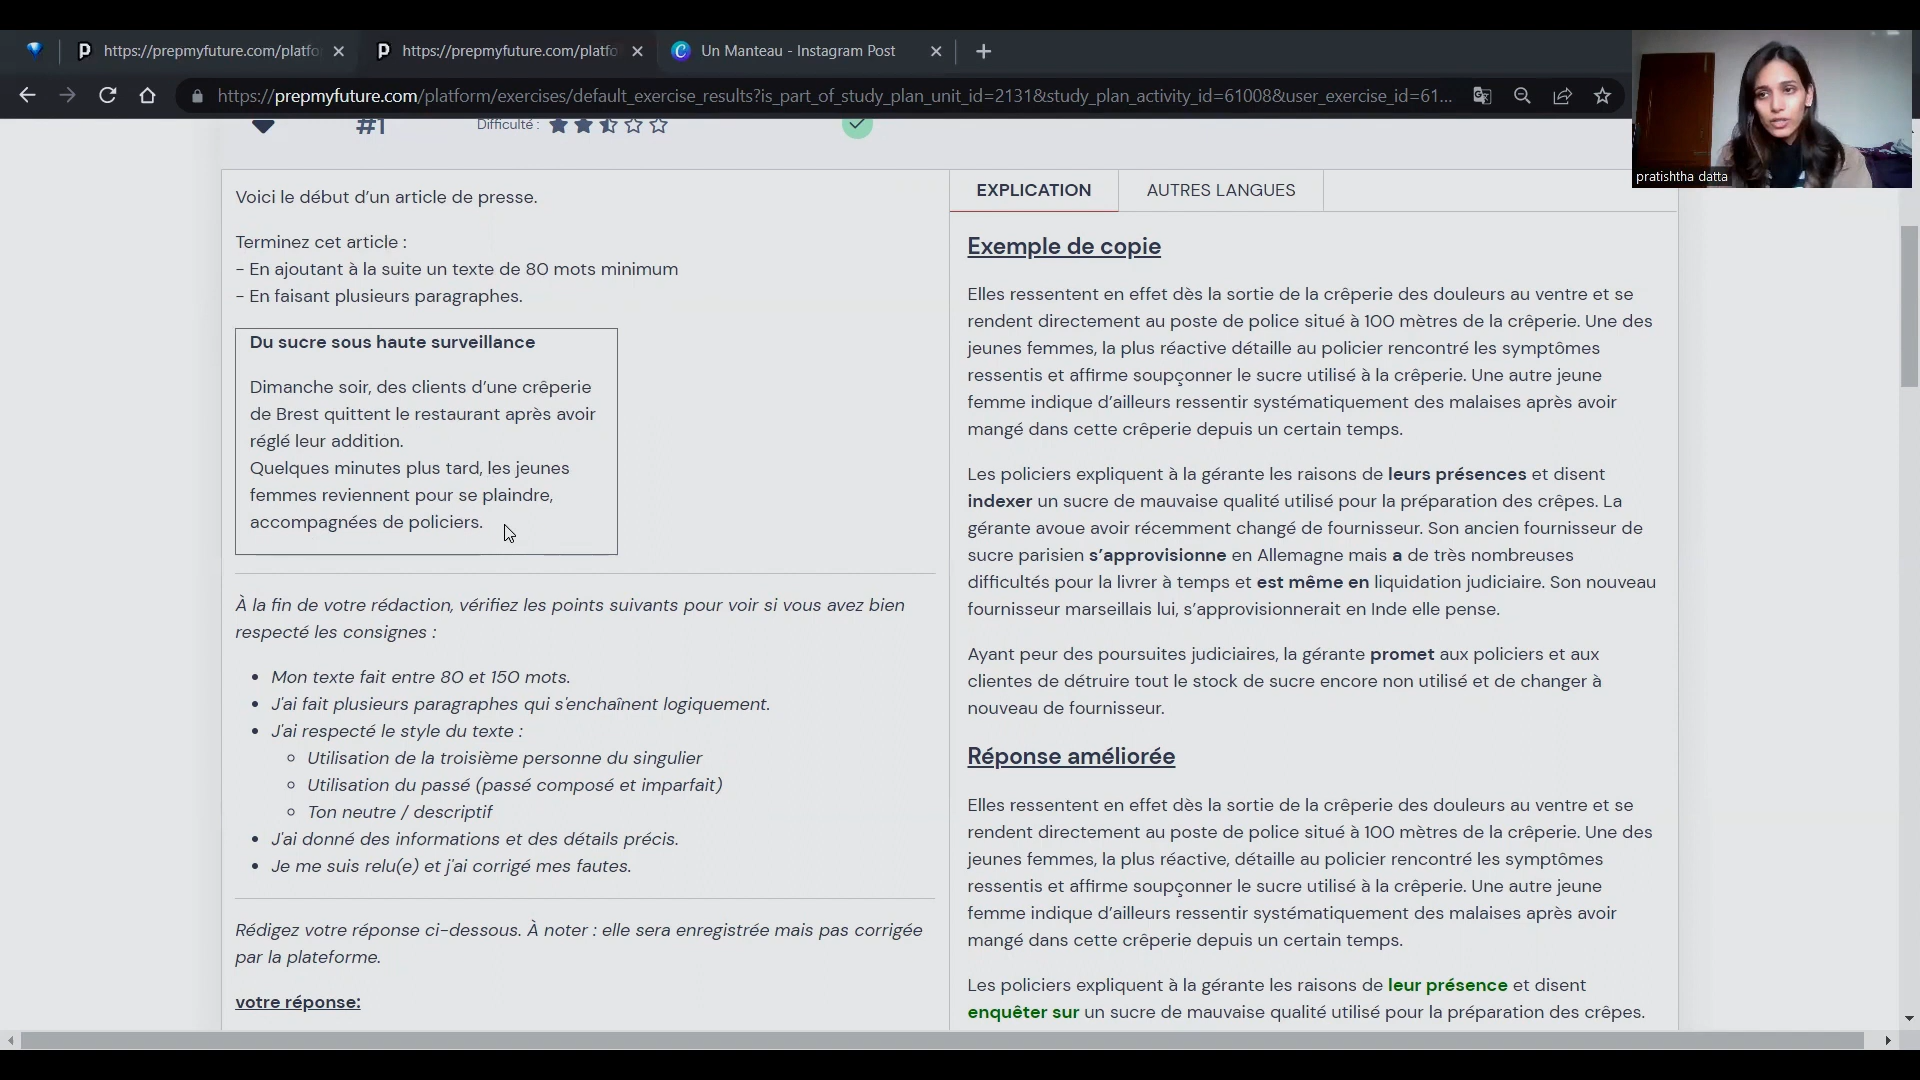 https://prepmyfuture.com/platfo
https://prepmyfuture.com/platfo
Un Manteau - Instagram Post
https://prepmyfuture.com/platform/exercises/default_exercise_results?is_part_of_study_plan_unit_id=2131&study_plan_activity_id=61008&user_exercise_id=61...
pratishtha datta
#1
Difficulté :
Voici le début d’un article de presse.
Terminez cet article :
- En ajoutant à la suite un texte de 80 mots minimum
- En faisant plusieurs paragraphes.
Du sucre sous haute surveillance
Dimanche soir, des clients d’une crêperie
de Brest quittent le restaurant après avoir
réglé leur addition.
Quelques minutes plus tard, les jeunes
femmes reviennent pour se plaindre,
accompagnées de policiers.
À la fin de votre rédaction, vérifiez les points suivants pour voir si vous avez bien
respecté les consignes :
• Mon texte fait entre 80 et 150 mots.
• J'ai fait plusieurs paragraphes qui s'enchaînent logiquement.
• J'ai respecté le style du texte :
◦ Utilisation de la troisième personne du singulier
◦ Utilisation du passé (passé composé et imparfait)
◦ Ton neutre / descriptif
• J'ai donné des informations et des détails précis.
• Je me suis relu(e) et j'ai corrigé mes fautes.
Rédigez votre réponse ci-dessous. À noter : elle sera enregistrée mais pas corrigée
par la plateforme.
votre réponse:
EXPLICATION
AUTRES LANGUES
Exemple de copie
Elles ressentent en effet dès la sortie de la crêperie des douleurs au ventre et se
rendent directement au poste de police situé à 100 mètres de la crêperie. Une des
jeunes femmes, la plus réactive détaille au policier rencontré les symptômes
ressentis et affirme soupçonner le sucre utilisé à la crêperie. Une autre jeune
femme indique d’ailleurs ressentir systématiquement des malaises après avoir
mangé dans cette crêperie depuis un certain temps.
Les policiers expliquent à la gérante les raisons de leurs présences et disent
indexer un sucre de mauvaise qualité utilisé pour la préparation des crêpes. La
gérante avoue avoir récemment changé de fournisseur. Son ancien fournisseur de
sucre parisien s’approvisionne en Allemagne mais a de très nombreuses
difficultés pour la livrer à temps et est même en liquidation judiciaire. Son nouveau
fournisseur marseillais lui, s’approvisionnerait en Inde elle pense.
Ayant peur des poursuites judiciaires, la gérante promet aux policiers et aux
clientes de détruire tout le stock de sucre encore non utilisé et de changer à
nouveau de fournisseur.
Réponse améliorée
Elles ressentent en effet dès la sortie de la crêperie des douleurs au ventre et se
rendent directement au poste de police situé à 100 mètres de la crêperie. Une des
jeunes femmes, la plus réactive, détaille au policier rencontré les symptômes
ressentis et affirme soupçonner le sucre utilisé à la crêperie. Une autre jeune
femme indique d’ailleurs ressentir systématiquement des malaises après avoir
mangé dans cette crêperie depuis un certain temps.
Les policiers expliquent à la gérante les raisons de leur présence et disent
enquêter sur un sucre de mauvaise qualité utilisé pour la préparation des crêpes.